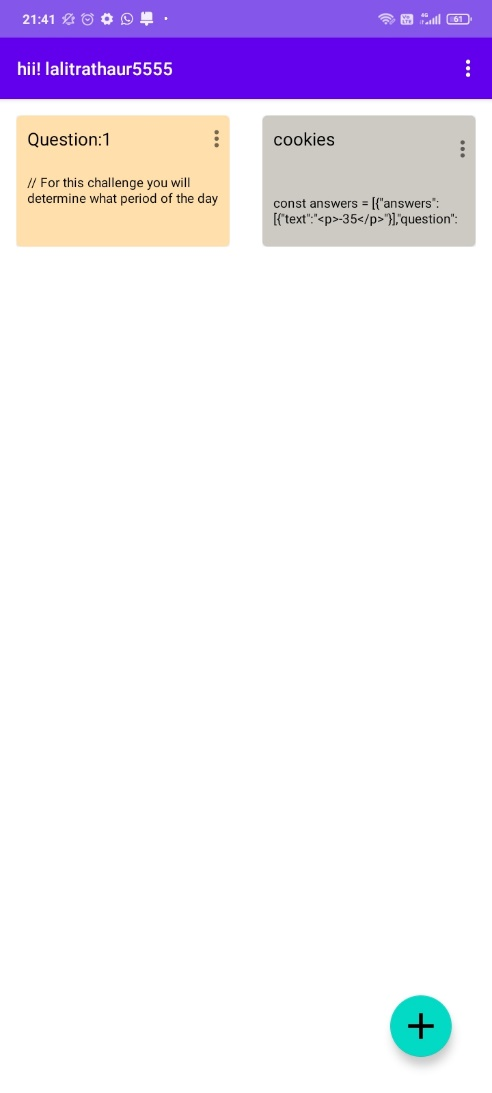 21:41
4G
61
hii! lalitrathaur5555
Question:1
// For this challenge you will
determine what period of the day
cookies
const answers = [{"answers":
[{"text":"<p>-35</p>"}],"question":